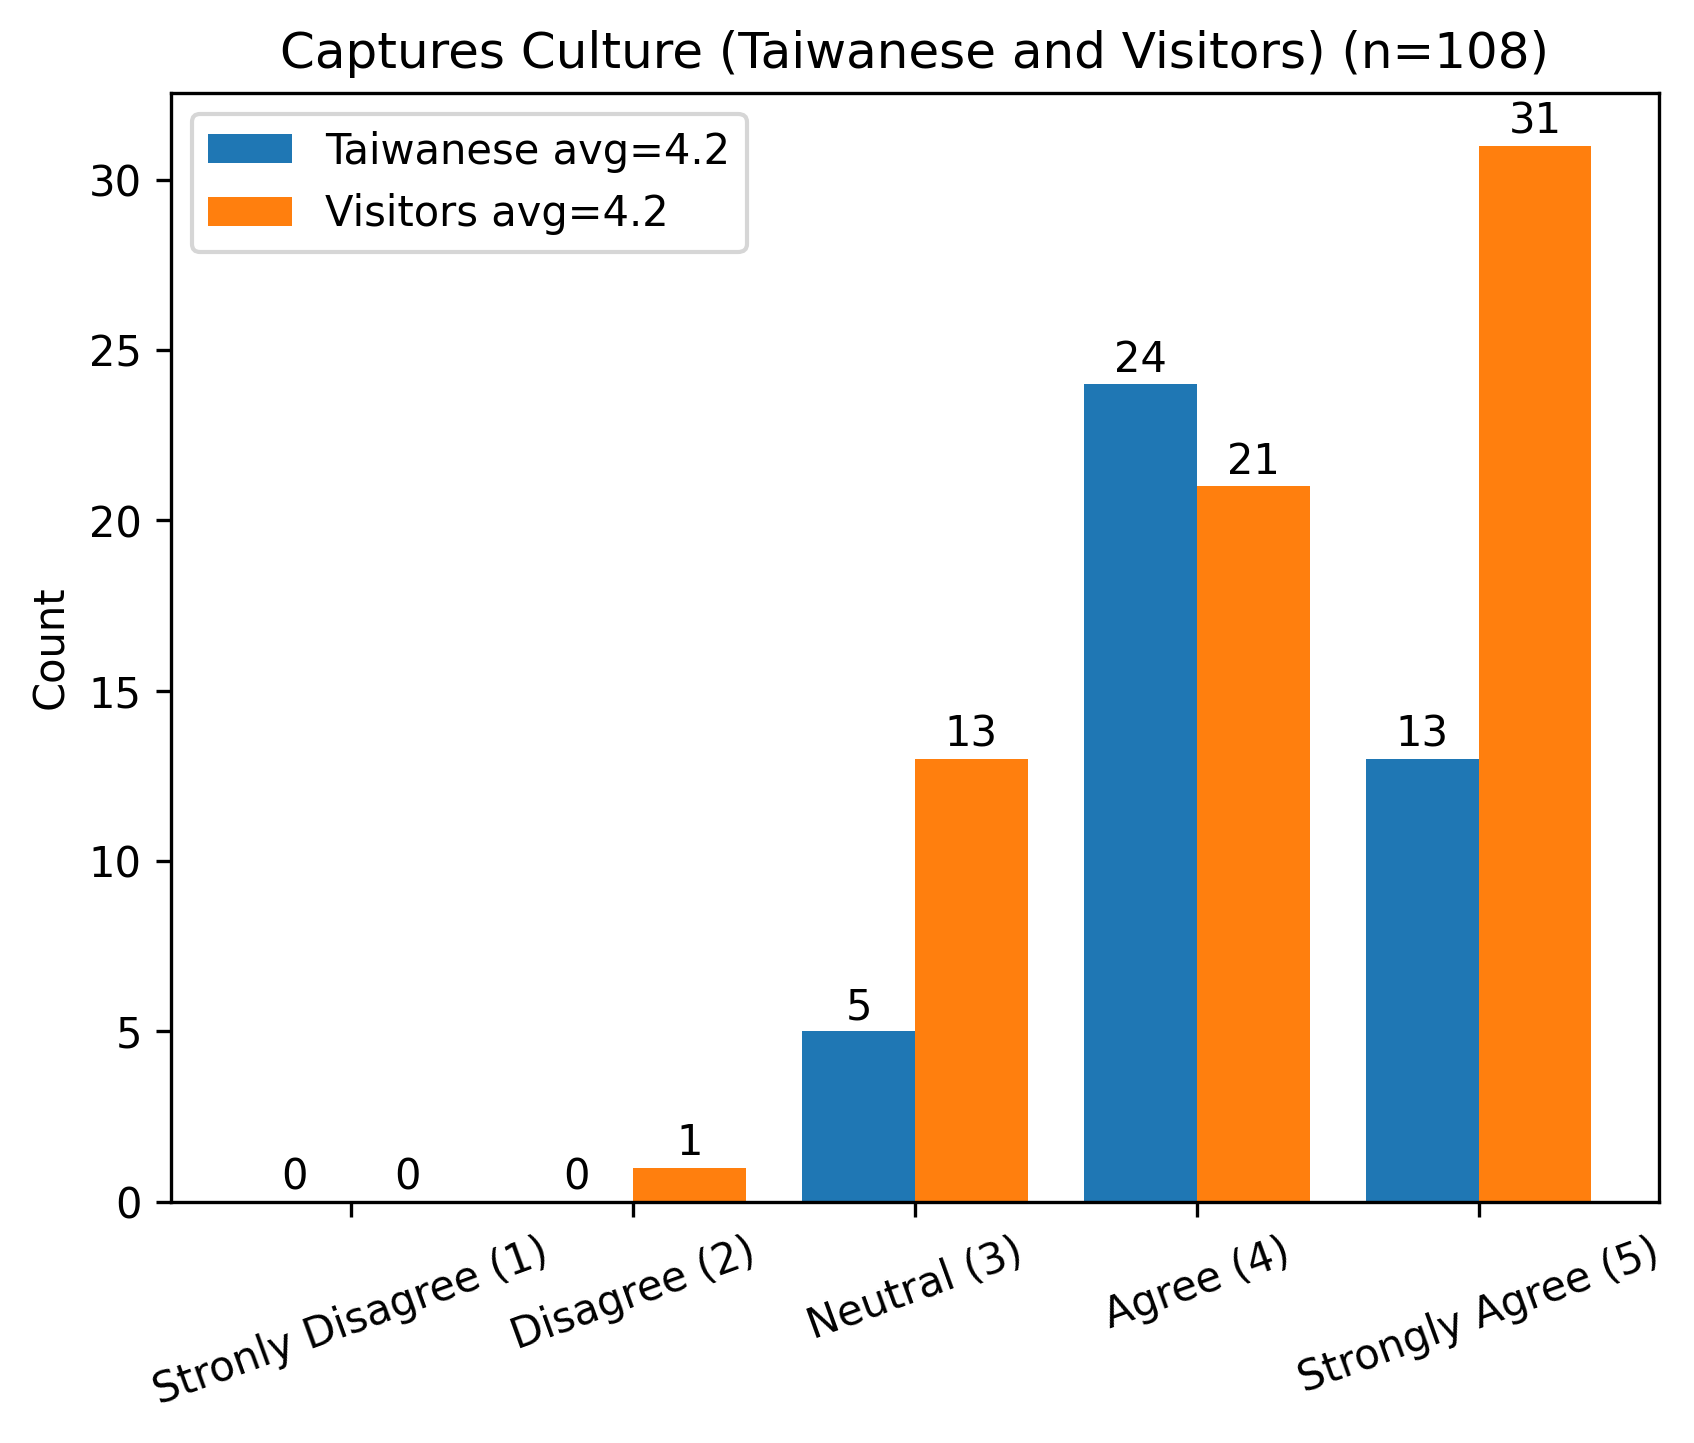 Captures Culture (Taiwanese and Visitors) (n=108)
Taiwanese avg=4.2
Visitors avg=4.2
Count
30
25
20
15
10
5
0
0
0
0
1
5
13
24
21
13
31
Stronly Disagree (1)
Disagree (2)
Neutral (3)
Agree (4)
Strongly Agree (5)